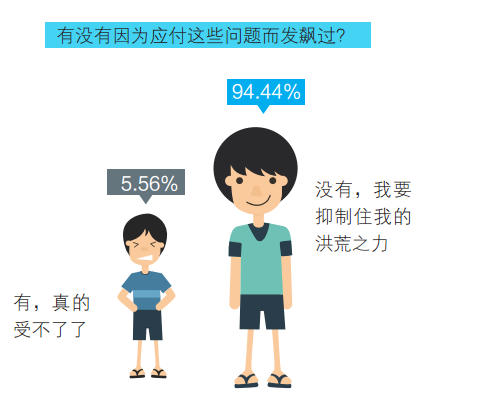 有没有因为应付这些问题而发飙过?
94.44%
5.56%
没有，我要
抑制住我的
洪荒之力
有，真的
受不了了